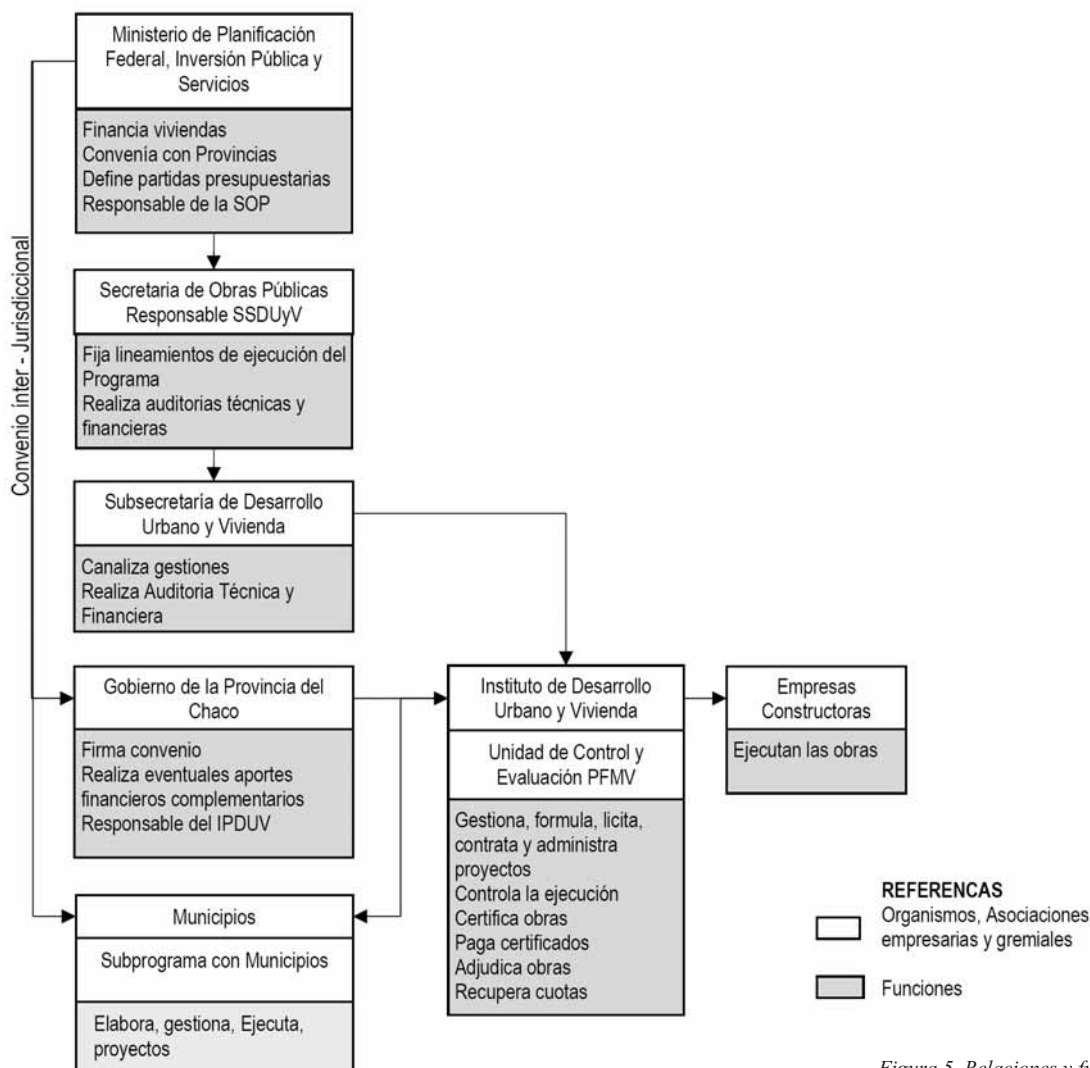 Ministerio de Planificación
Federal, Inversión Pública y
Servicios
Financia viviendas
Convenía con Provincias
Define partidas presupuestarias
Responsable de la SOP
Convenio inter - Jurisdiccional
Secretaria de Obras Públicas
Responsable SSDUyV
Fija lineamientos de ejecución del
Programa
Realiza auditorias técnicas y
financieras
Subsecretaría de Desarrollo
Urbano y Vivienda
Canaliza gestiones
Realiza Auditoria Técnica y
Financiera
Gobierno de la Provincia del
Chaco
Firma convenio
Realiza eventuales aportes
financieros complementarios
Responsable del IPDUV
Municipios
Subprograma con Municipios
Elabora, gestiona, Ejecuta,
proyectos
Instituto de Desarrollo
Urbano y Vivienda
Unidad de Control y
Evaluación PFMV
Gestiona, formula, licita,
contrata y administra
proyectos
Controla la ejecución
Certifica obras
Paga certificados
Adjudica obras
Recupera cuotas
Empresas
Constructoras
Ejecutan las obras
REFERENCAS
Organismos, Asociaciones
empresarias y gremiales
Funciones
Figura 5. Relaciones y f